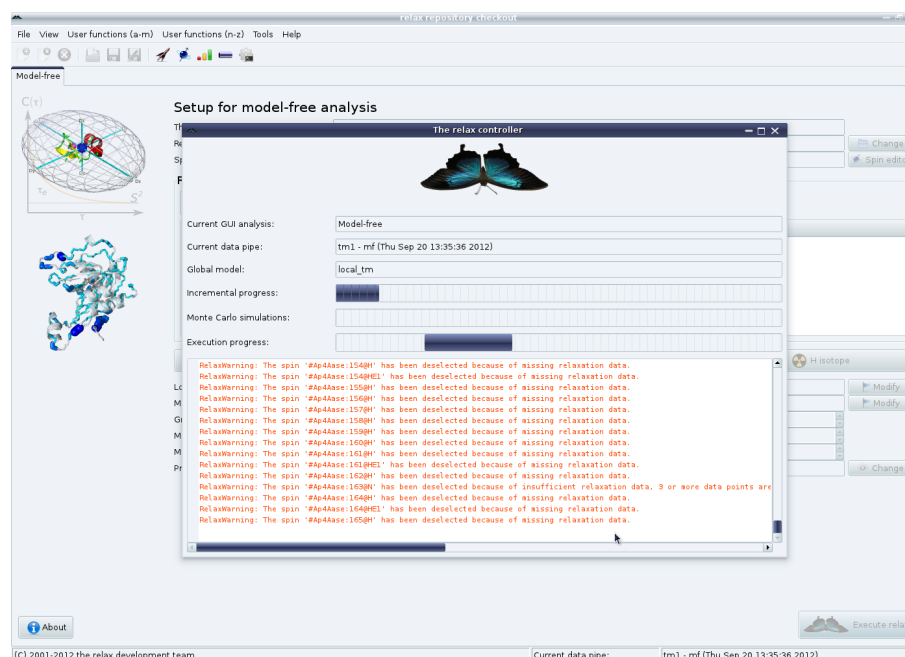 relax repository checkout
File View User functions (a-m) User functions (n-z) Tools Help
Model-free
C(τ)
Setup for model-free analysis
The relax controller
Change
Spin edito
τe
S²
τ
Current GUI analysis: Model-free
Current data pipe: tm1 - mf (Thu Sep 20 13:35:36 2012)
Global model: local_tm
Incremental progress:
Monte Carlo simulations:
Execution progress:
RelaxWarning: The spin '#Ap4Aase:154@H' has been deselected because of missing relaxation data.
RelaxWarning: The spin '#Ap4Aase:154@HE1' has been deselected because of missing relaxation data.
RelaxWarning: The spin '#Ap4Aase:155@H' has been deselected because of missing relaxation data.
RelaxWarning: The spin '#Ap4Aase:156@H' has been deselected because of missing relaxation data.
RelaxWarning: The spin '#Ap4Aase:157@H' has been deselected because of missing relaxation data.
RelaxWarning: The spin '#Ap4Aase:158@H' has been deselected because of missing relaxation data.
RelaxWarning: The spin '#Ap4Aase:159@H' has been deselected because of missing relaxation data.
RelaxWarning: The spin '#Ap4Aase:160@H' has been deselected because of missing relaxation data.
RelaxWarning: The spin '#Ap4Aase:161@H' has been deselected because of missing relaxation data.
RelaxWarning: The spin '#Ap4Aase:161@HE1' has been deselected because of missing relaxation data.
RelaxWarning: The spin '#Ap4Aase:162@H' has been deselected because of missing relaxation data.
RelaxWarning: The spin '#Ap4Aase:163@N' has been deselected because of insufficient relaxation data. 3 or more data points are
RelaxWarning: The spin '#Ap4Aase:164@H' has been deselected because of missing relaxation data.
RelaxWarning: The spin '#Ap4Aase:164@HE1' has been deselected because of missing relaxation data.
RelaxWarning: The spin '#Ap4Aase:165@H' has been deselected because of missing relaxation data.
H isotope
Modify
Modify
Change
About
Execute rela
(C) 2001-2012 the relax development team Current data pipe: tm1 - mf (Thu Sep 20 13:35:36 2012)